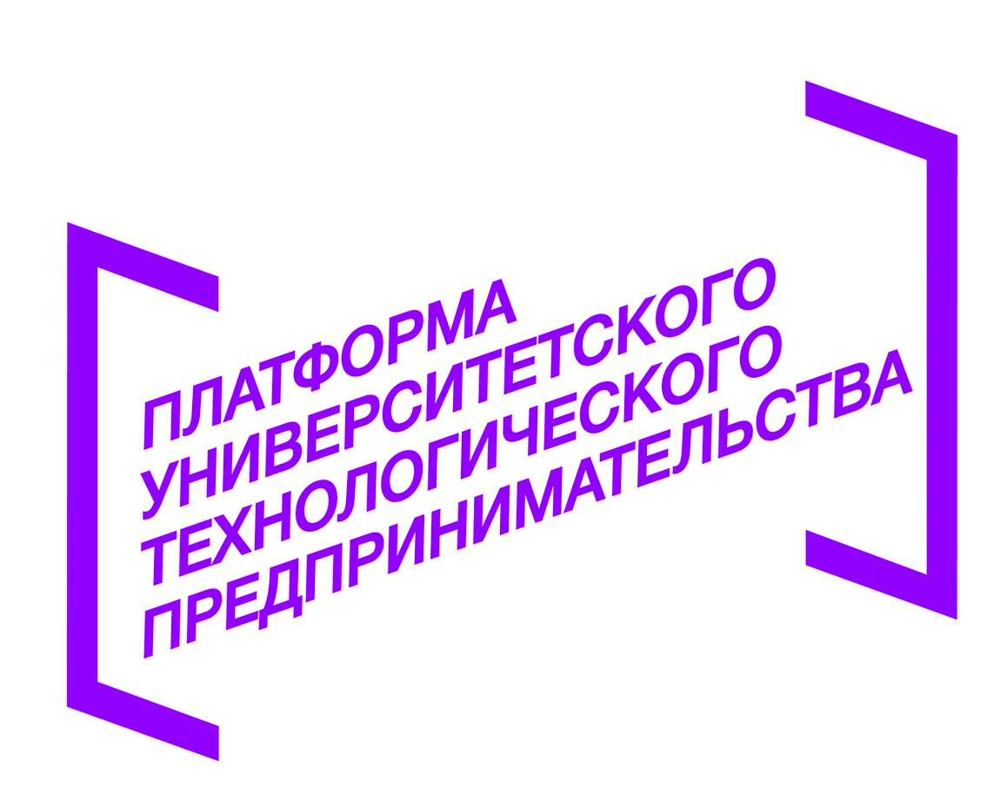 ПЛАТФОРМА
УНИВЕРСИТЕТСКОГО
ТЕХНОЛОГИЧЕСКОГО
ПРЕДПРИНИМАТЕЛЬСТВА